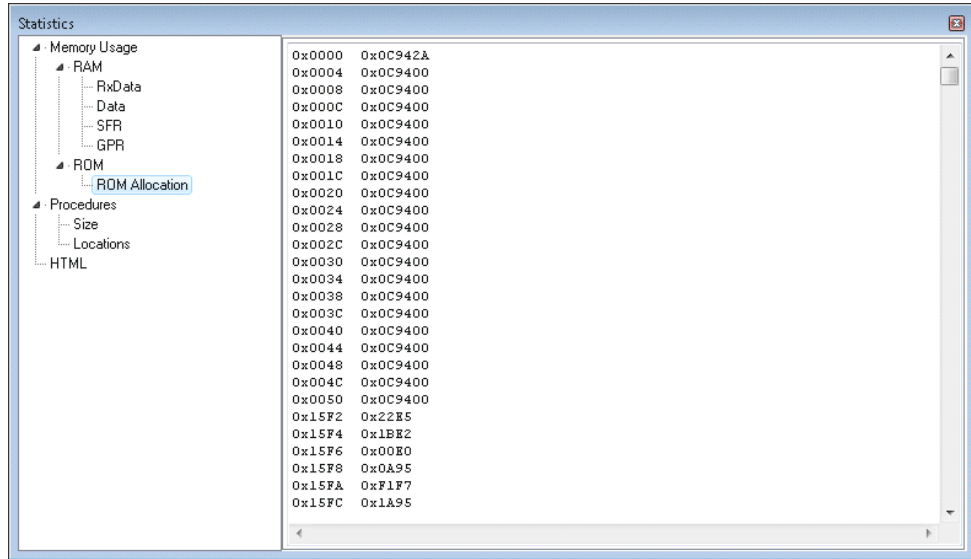 Statistics
Memory Usage
RAM
RxData
Data
SFR
GPR
ROM
ROM Allocation
Procedures
Size
Locations
HTML
0x0000 0x0C942A
0x0004 0x0C9400
0x0008 0x0C9400
0x000C 0x0C9400
0x0010 0x0C9400
0x0014 0x0C9400
0x0018 0x0C9400
0x001C 0x0C9400
0x0020 0x0C9400
0x0024 0x0C9400
0x0028 0x0C9400
0x002C 0x0C9400
0x0030 0x0C9400
0x0034 0x0C9400
0x0038 0x0C9400
0x003C 0x0C9400
0x0040 0x0C9400
0x0044 0x0C9400
0x0048 0x0C9400
0x004C 0x0C9400
0x0050 0x0C9400
0x15F2 0x22E5
0x15F4 0x1BE2
0x15F6 0x00E0
0x15F8 0x0A95
0x15FA 0xF1F7
0x15FC 0x1A95